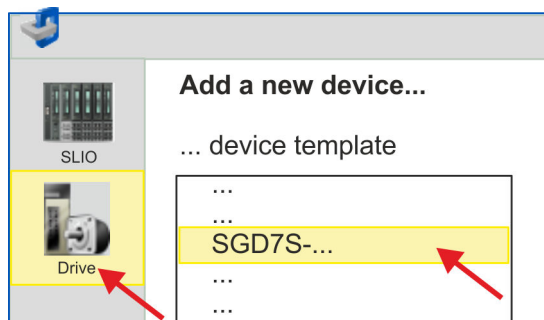 Add a new device...
SLIO
... device template
...
...
SGD7S-...
Drive
...
...